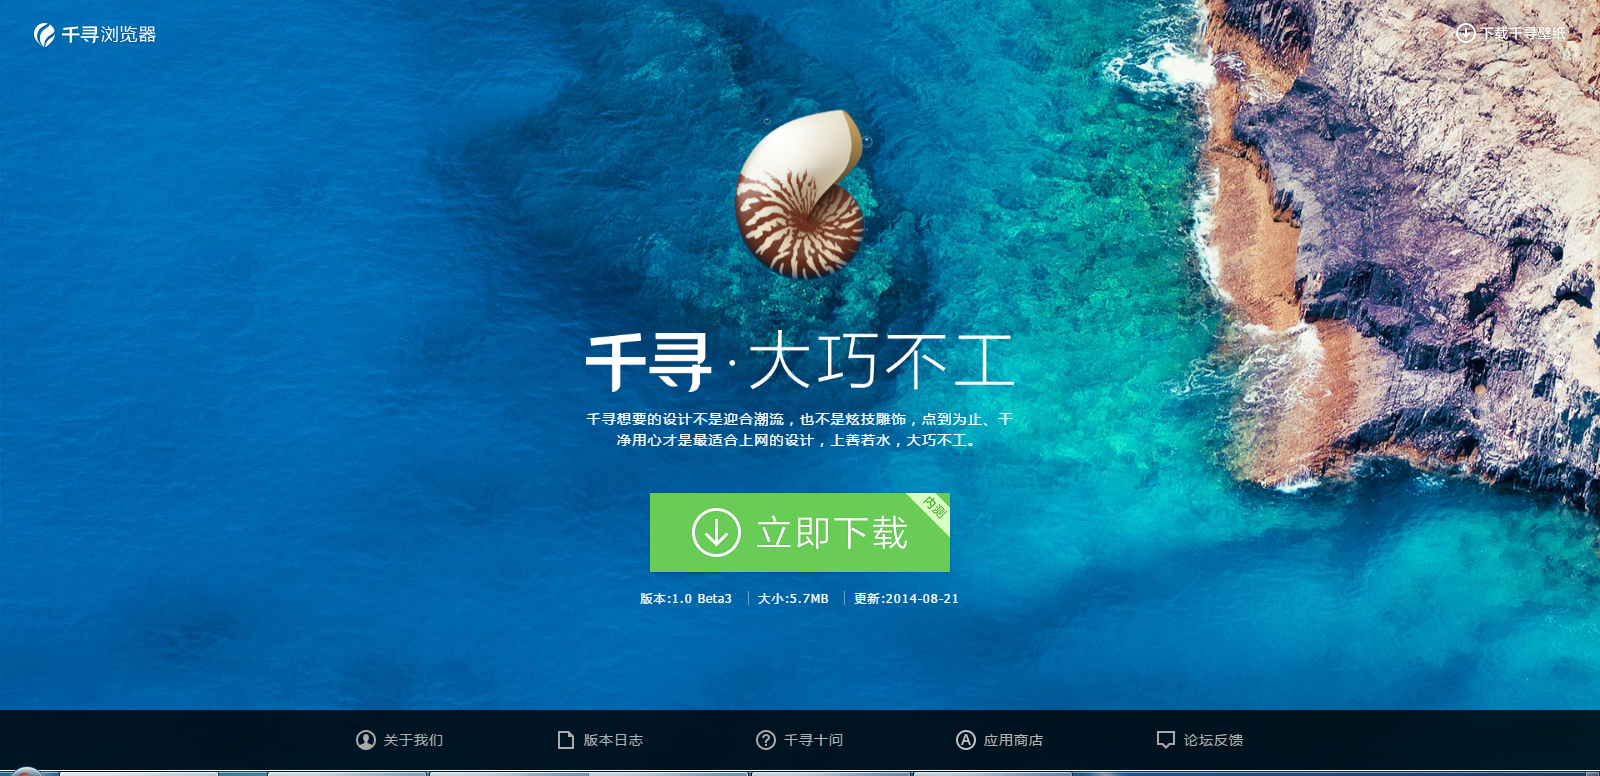 千寻浏览器
下载千寻壁纸
千寻·大巧不工
千寻想要的设计不是迎合潮流，也不是炫技雕饰，点到为止、干
净用心才是最适合上网的设计，上善若水，大巧不工。
立即下载
内测
版本:1.0 Beta3 大小:5.7MB 更新:2014-08-21
关于我们 版本日志 千寻十问 应用商店 论坛反馈